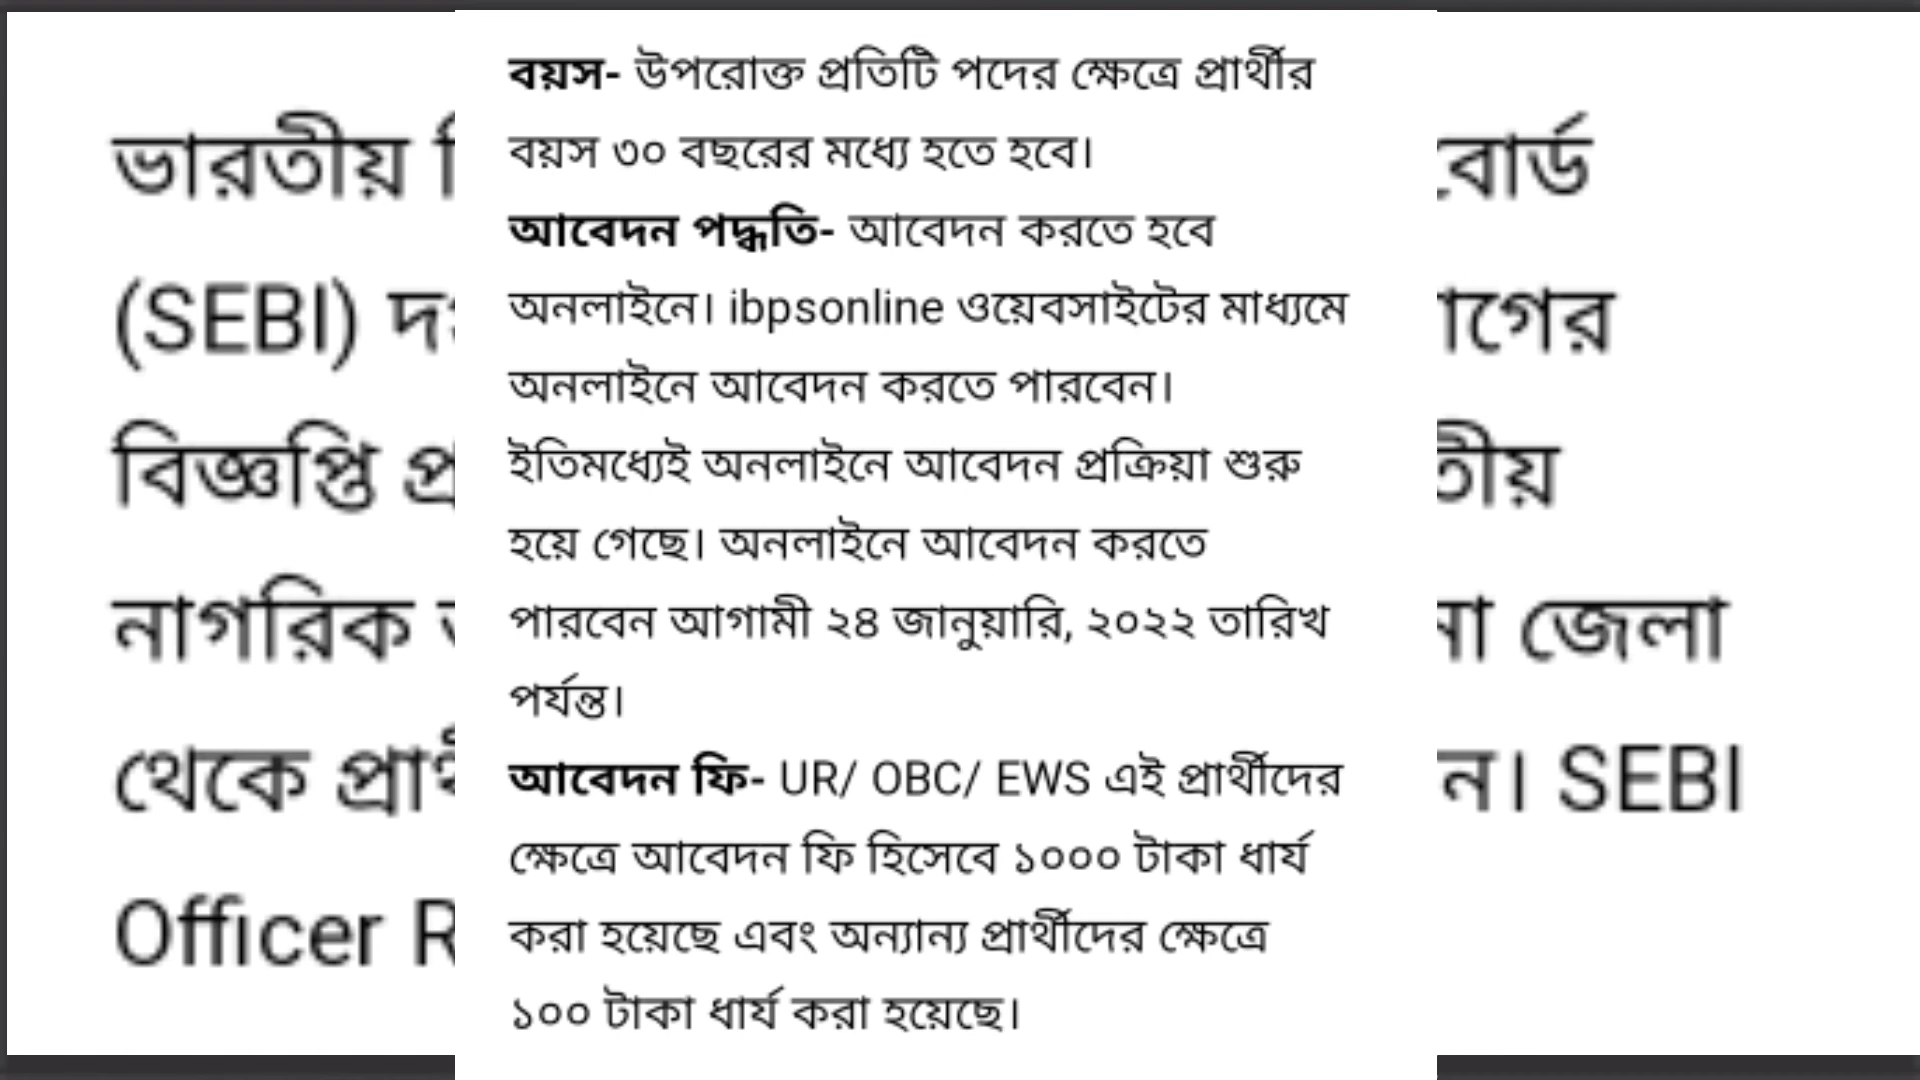 বয়স- উপরোক্ত প্রতিটি পদের ক্ষেত্রে প্রার্থীর
বয়স ৩০ বছরের মধ্যে হতে হবে।
আবেদন পদ্ধতি- আবেদন করতে হবে
অনলাইনে। ibpsonline ওয়েবসাইটের মাধ্যমে
অনলাইনে আবেদন করতে পারবেন।
ইতিমধ্যেই অনলাইনে আবেদন প্রক্রিয়া শুরু
হয়ে গেছে। অনলাইনে আবেদন করতে
পারবেন আগামী ২৪ জানুয়ারি, ২০২২ তারিখ
পর্যন্ত।
আবেদন ফি- UR/ OBC/ EWS এই প্রার্থীদের
ক্ষেত্রে আবেদন ফি হিসেবে ১০০০ টাকা ধার্য
করা হয়েছে এবং অন্যান্য প্রার্থীদের ক্ষেত্রে
১০০ টাকা ধার্য করা হয়েছে।
ভারতীয়
বোর্ড
(SEBI)
বিজ্ঞপ্তি
নাগরিক
জেলা
থেকে
SEBI
Officer